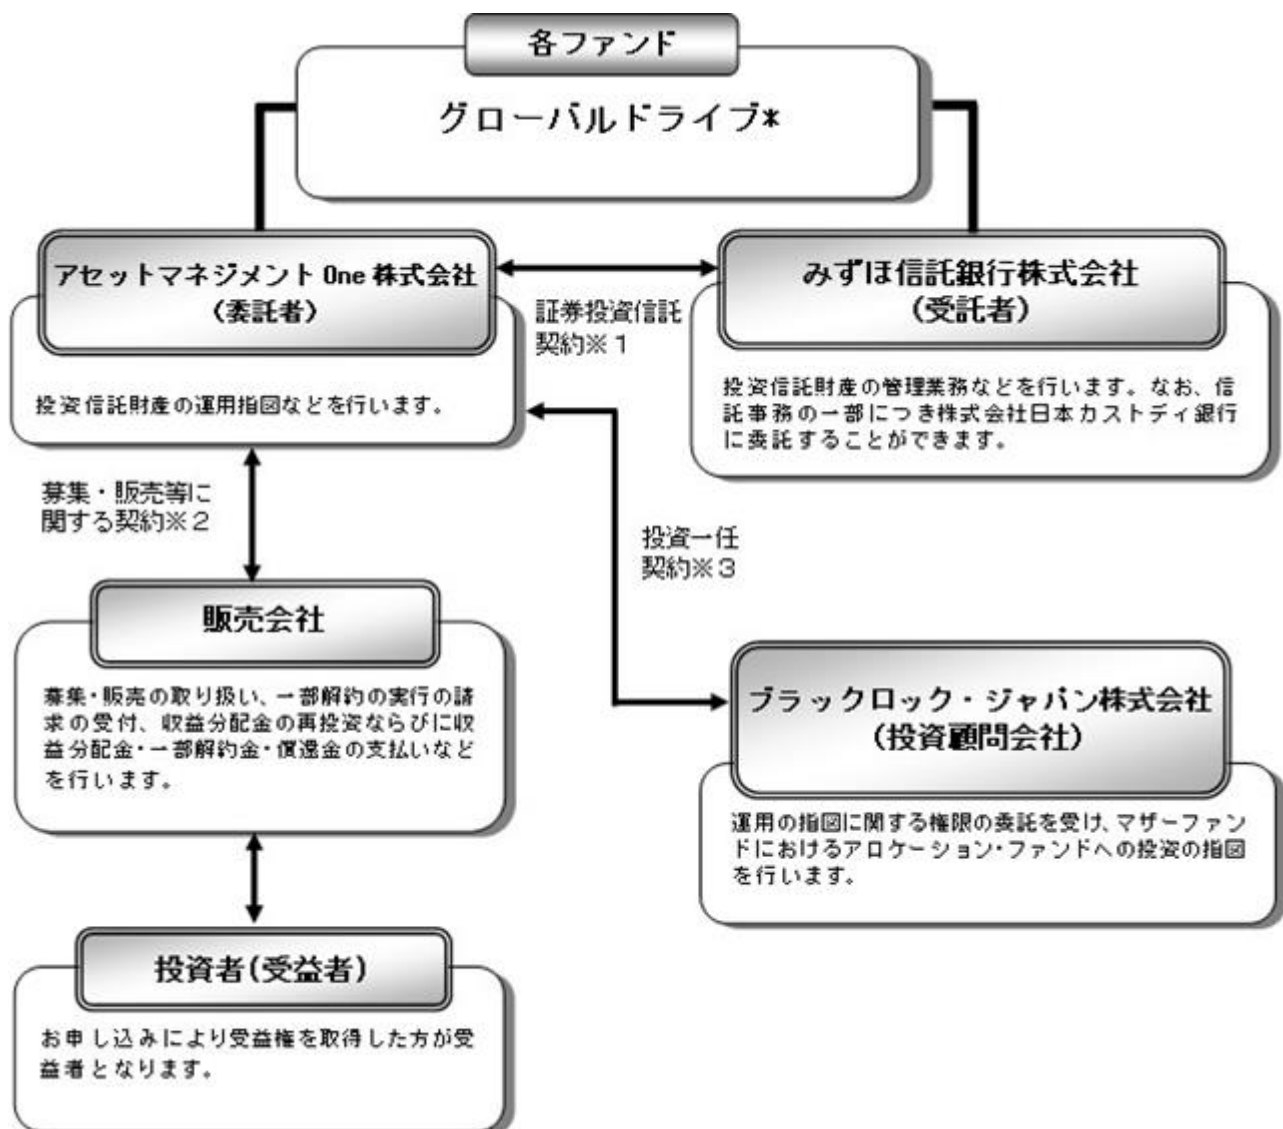 各ファンド
グローバルドライブ*
アセットマネジメント One 株式会社
(委託者)
投資信託財産の運用指図などを行います。
証券投資信託
契約※1
みずほ信託銀行株式会社
(受託者)
投資信託財産の管理業務などを行います。なお、信
託事務の一部につき株式会社日本カストディ銀行
に委託することができます。
募集・販売等に
関する契約※2
投資一任
契約※3
販売会社
募集・販売の取り扱い、一部解約の実行の請
求の受付、収益分配金の再投資ならびに収
益分配金・一部解約金・償還金の支払いなど
を行います。
ブラックロック・ジャパン株式会社
(投資顧問会社)
運用の指図に関する権限の委託を受け、マザーファン
ドにおけるアロケーション・ファンドへの投資の指図
を行います。
投資者(受益者)
お申し込みにより受益権を取得した方が受
益者となります。